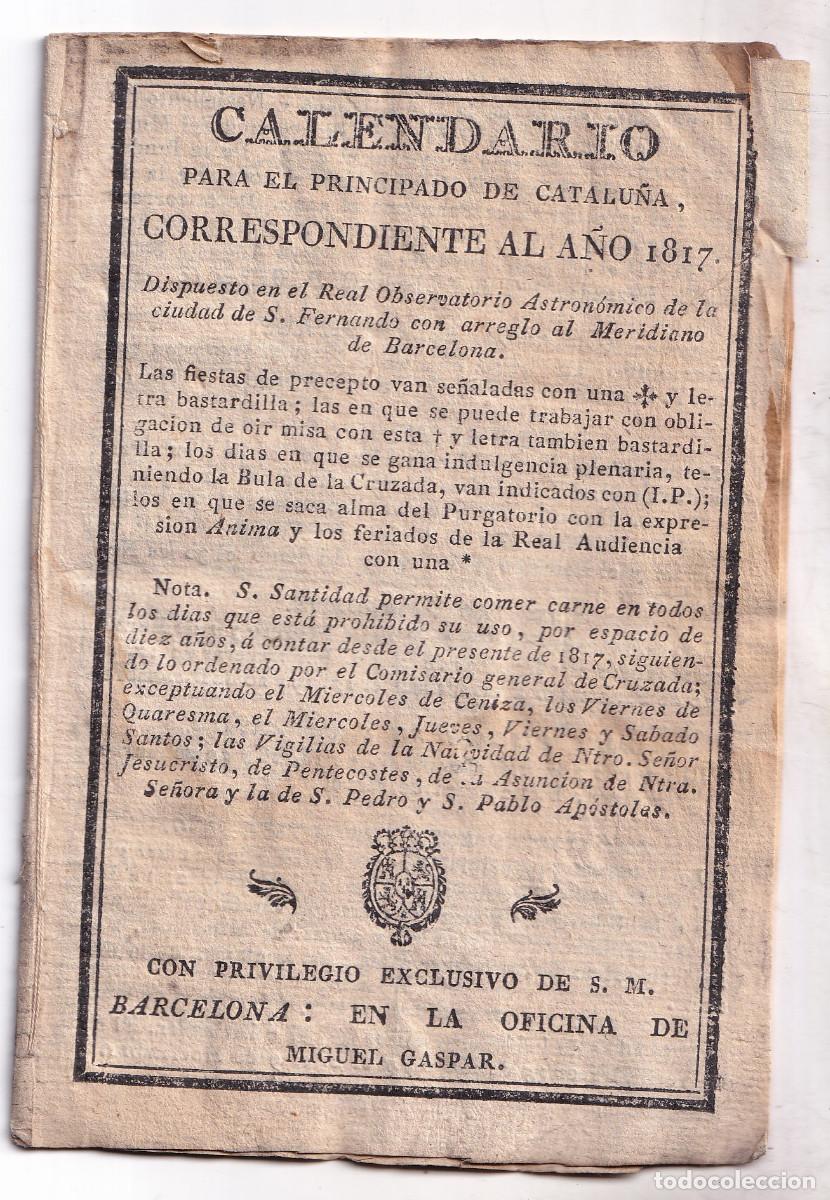 CALENDARIO
PARA EL PRINCIPADO DE CATALUÑA,
CORRESPONDIENTE AL AÑO 1817.
Dispuesto en el Real Observatorio Astronómico de la
ciudad de S. Fernando con arreglo al Meridiano
de Barcelona.
Las fiestas de precepto van señaladas con una ✤ y le-
tra bastardilla; las en que se puede trabajar con obli-
gacion de oir misa con esta † y letra tambien bastardi-
lla; los dias en que se gana indulgencia plenaria, te-
niendo la Bula de la Cruzada, van indicados con (I.P.);
los en que se saca alma del Purgatorio con la expre-
sion Anima y los feriados de la Real Audiencia
con una *
Nota. S. Santidad permite comer carne en todos
los dias que está prohibido su uso, por espacio de
diez años, á contar desde el presente de 1817, siguien-
do lo ordenado por el Comisario general de Cruzada;
exceptuando el Miercoles de Ceniza, los Viernes de
Quaresma, el Miercoles, Jueves, Viernes y Sabado
Santos; las Vigilias de la Natividad de Ntro. Señor
Jesucristo, de Pentecostes, de la Asuncion de Ntra.
Señora y la de S. Pedro y S. Pablo Apóstoles.
CON PRIVILEGIO EXCLUSIVO DE S. M.
BARCELONA: EN LA OFICINA DE
MIGUEL GASPAR.
todocoleccion